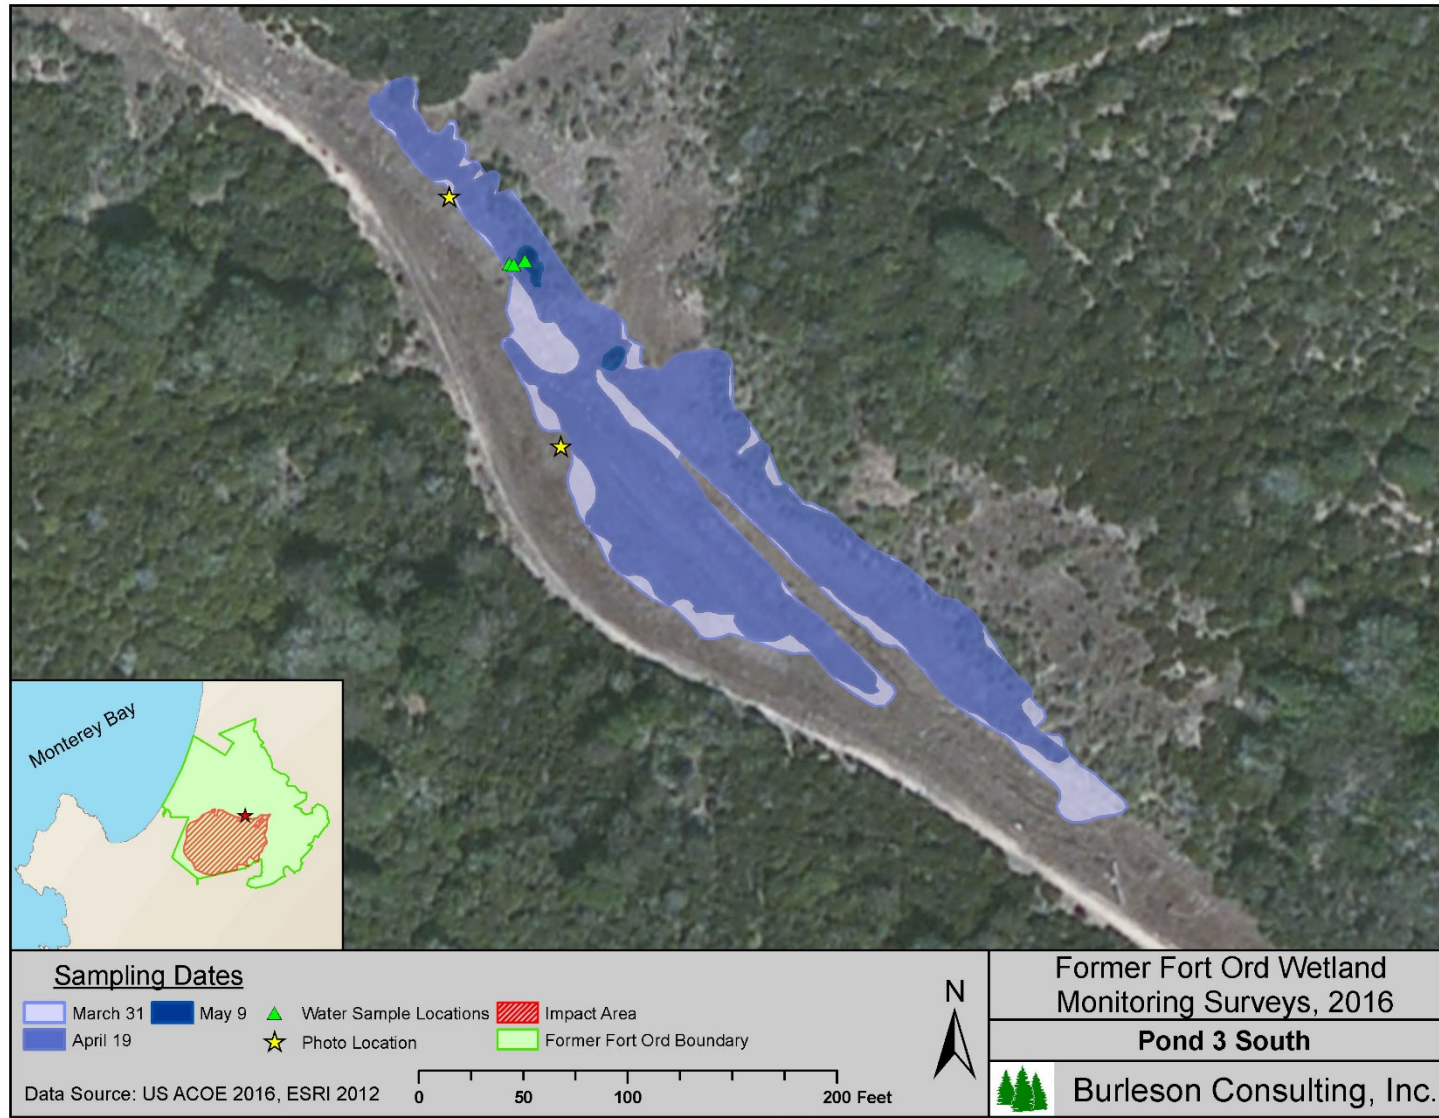 Monterey Bay
Sampling Dates
March 31
May 9
Water Sample Locations
Impact Area
April 19
Photo Location
Former Fort Ord Boundary
Data Source: US ACOE 2016, ESRI 2012
0 50 100 200 Feet
N
Former Fort Ord Wetland
Monitoring Surveys, 2016
Pond 3 South
Burleson Consulting, Inc.